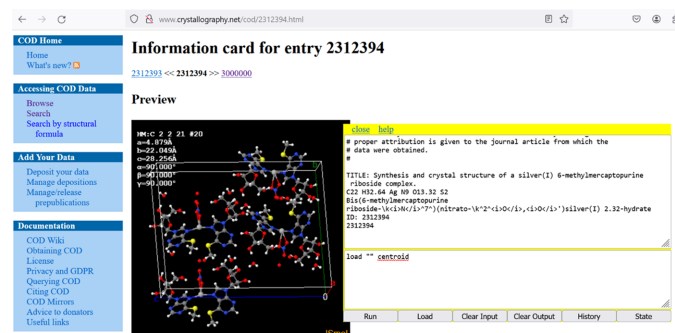 www.crystallography.net/cod/2312394.html
COD Home
Home
What's new?
Accessing COD Data
Browse
Search
Search by structural
formula
Add Your Data
Deposit your data
Manage depositions
Manage/release
prepublications
Documentation
COD Wiki
Obtaining COD
License
Privacy and GDPR
Querying COD
Citing COD
COD Mirrors
Advice to donators
Useful links
Information card for entry 2312394
2312393 << 2312394 >> 3000000
Preview
HM:C 2 2 21 #20
a=4.879Å
b=22.049Å
c=28.256Å
α=90.000°
β=90.000°
γ=90.000°
0
close help
# proper attribution is given to the journal article from which the
# data were obtained.
#
TITLE: Synthesis and crystal structure of a silver(I) 6-methylmercaptopurine
riboside complex.
C22 H32.64 Ag N9 O13.32 S2
Bis(6-methylmercaptopurine
riboside-\k<i>N</i>^7^)(nitrato-\k^2^<i>O</i>,<i>O</i>')silver(I) 2.32-hydrate
ID: 2312394
2312394
load "" centroid
Run Load Clear Input Clear Output History State